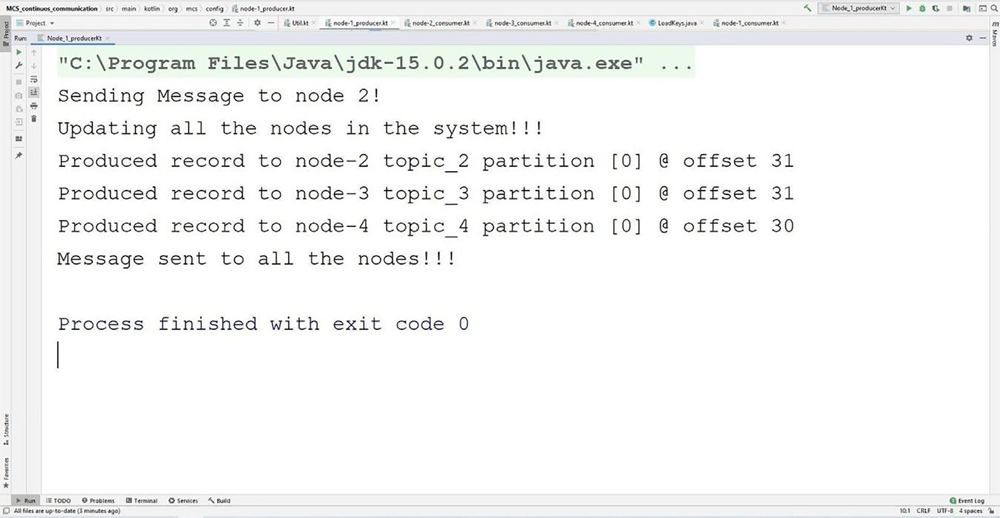 MCS_continuos_communication src main kotlin org mcs config node-1_producer.kt Node_1_producerKt
Project Util.kt node-1_producer.kt node-2_consumer.kt node-3_consumer.kt node-4_consumer.kt LoadKeys.java node-1_consumer.kt
Project
Run: Node_1_producerKt
m Maven
"C:\Program Files\Java\jdk-15.0.2\bin\java.exe" ...
Sending Message to node 2!
Updating all the nodes in the system!!!
Produced record to node-2 topic_2 partition [0] @ offset 31
Produced record to node-3 topic_3 partition [0] @ offset 31
Produced record to node-4 topic_4 partition [0] @ offset 30
Message sent to all the nodes!!!
Process finished with exit code 0
Structure
Favorites
Run TODO Problems Terminal Services Build 1 Event Log
All files are up-to-date (3 minutes ago) 10:1 CRLF UTF-8 4 spaces